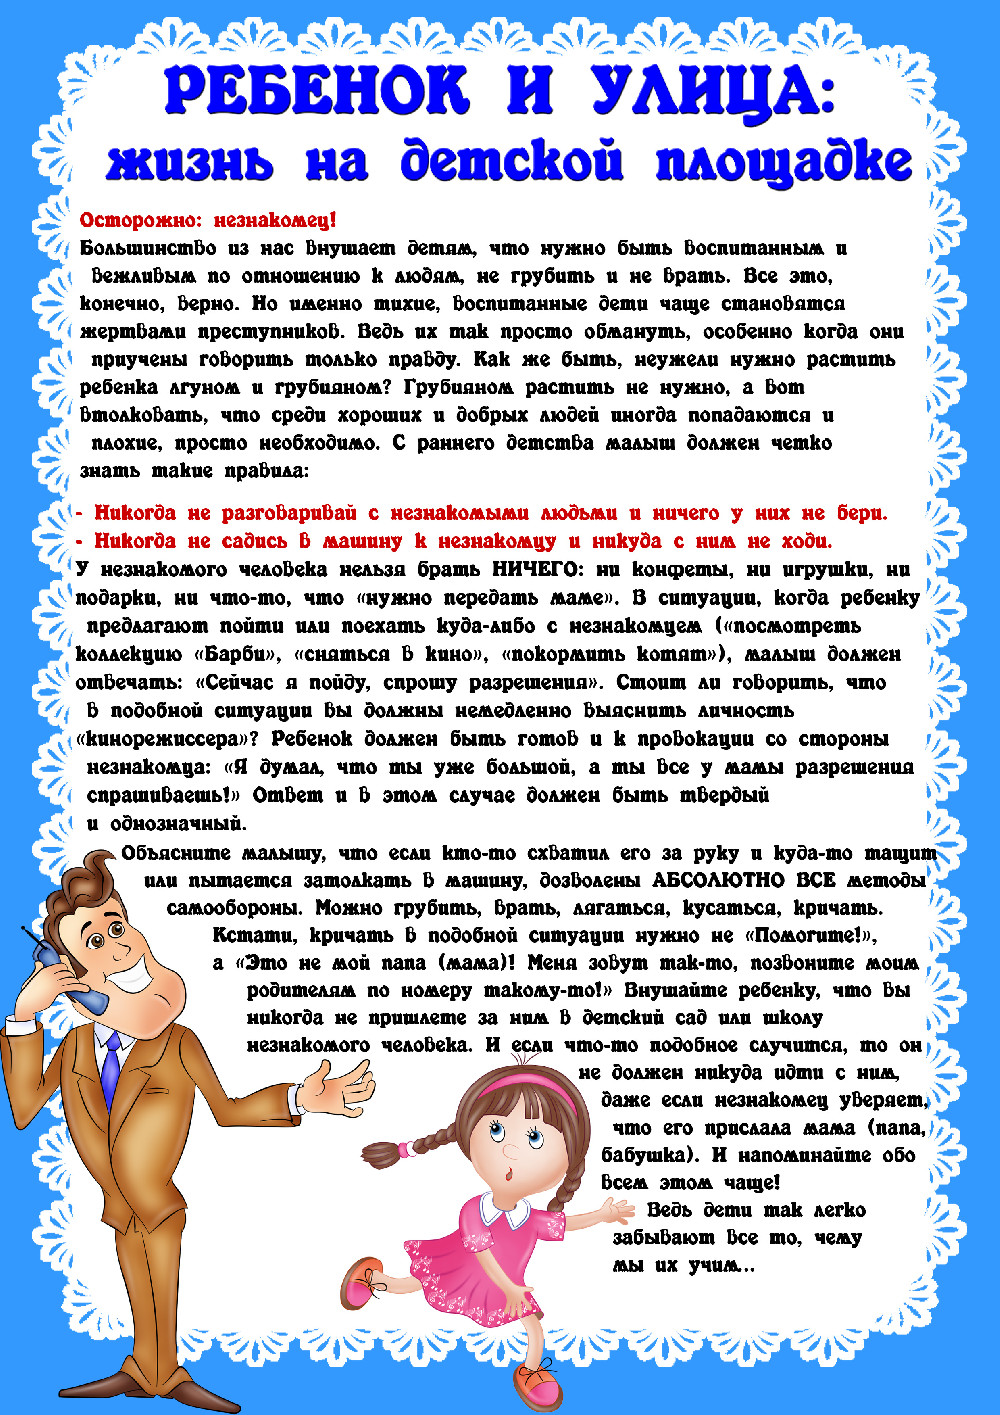 РЕБЕНОК И УЛИЦА:
жизнь на детской площадке
Осторожно: незнакомец!
Большинство из нас внушает детям, что нужно быть воспитанным и
вежливым по отношению к людям, не грубить и не врать. Все это,
конечно, верно. Но именно тихие, воспитанные дети чаще становятся
жертвами преступников. Ведь их так просто обмануть, особенно когда они
приучены говорить только правду. Как же быть, неужели нужно растить
ребенка лгуном и грубияном? Грубияном растить не нужно, а вот
втолковать, что среди хороших и добрых людей иногда попадаются и
плохие, просто необходимо. С раннего детства малыш должен четко
знать такие правила:
- Никогда не разговаривай с незнакомыми людьми и ничего у них не бери.
- Никогда не садись в машину к незнакомцу и никуда с ним не ходи.
У незнакомого человека нельзя брать НИЧЕГО: ни конфеты, ни игрушки, ни
подарки, ни что-то, что «нужно передать маме». В ситуации, когда ребенку
предлагают пойти или поехать куда-либо с незнакомцем («посмотреть
коллекцию «Барби», «сняться в кино», «покормить котят»), малыш должен
отвечать: «Сейчас я пойду, спрошу разрешения». Стоит ли говорить, что
в подобной ситуации вы должны немедленно выяснить личность
«кинорежиссера»? Ребенок должен быть готов и к провокации со стороны
незнакомца: «Я думал, что ты уже большой, а ты все у мамы разрешения
спрашиваешь!» Ответ и в этом случае должен быть твердый
и однозначный.
Объясните малышу, что если кто-то схватил его за руку и куда-то тащит
или пытается затолкать в машину, дозволены АБСОЛЮТНО ВСЕ методы
самообороны. Можно грубить, врать, лягаться, кусаться, кричать.
Кстати, кричать в подобной ситуации нужно не «Помогите!»,
а «Это не мой папа (мама)! Меня зовут так-то, позвоните моим
родителям по номеру такому-то!» Внушайте ребенку, что вы
никогда не пришлете за ним в детский сад или школу
незнакомого человека. И если что-то подобное случится, то он
не должен никуда идти с ним,
даже если незнакомец уверяет,
что его прислала мама (папа,
бабушка). И напоминайте обо
всем этом чаще!
Ведь дети так легко
забывают все то, чему
мы их учим...